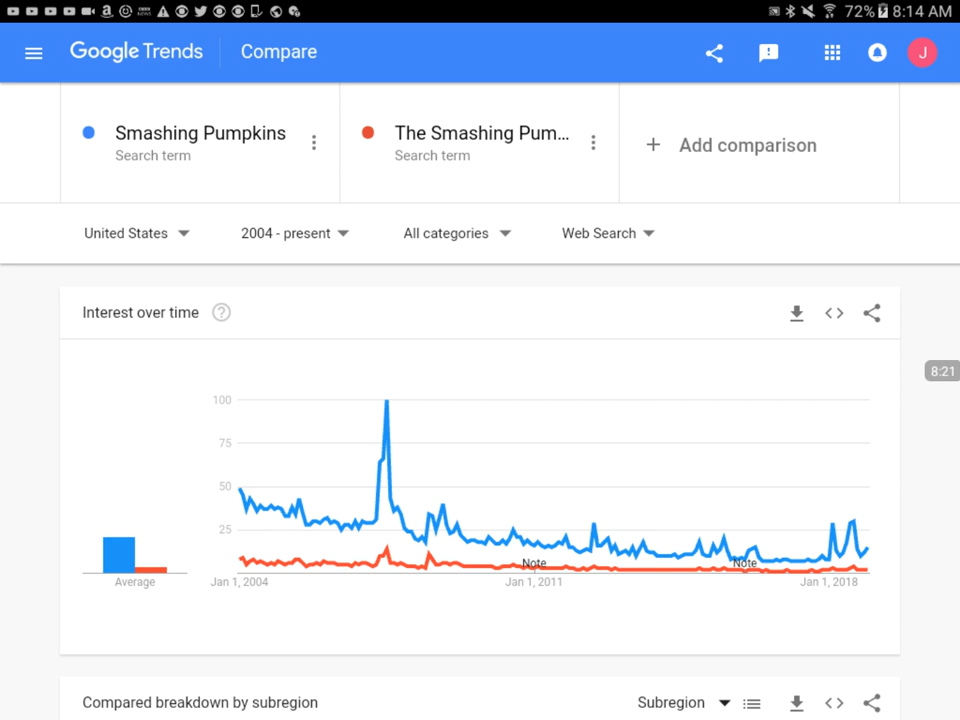 72% 8:14 AM
Google Trends Compare J
Smashing Pumpkins The Smashing Pum...
Search term Search term
+ Add comparison
United States 2004 - present All categories Web Search
Interest over time ?
8:21
100
75
50
25
Note Note
Average Jan 1, 2004 Jan 1, 2011 Jan 1, 2018
Compared breakdown by subregion Subregion